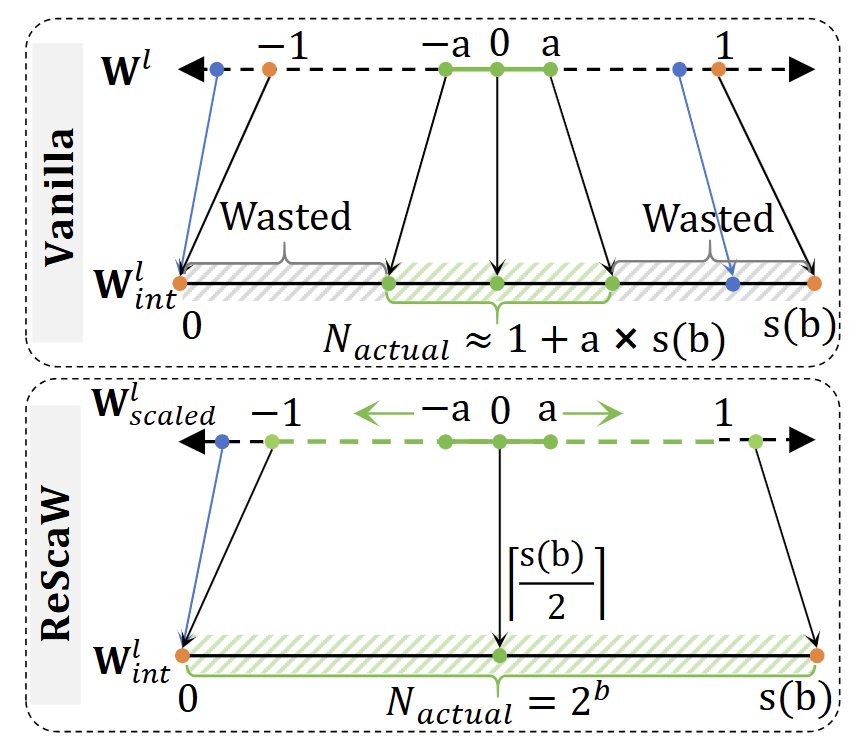 Vanilla
W^l
−1 −a 0 a 1
Wasted Wasted
W^l_int
0 s(b)
N_actual ≈ 1 + a × s(b)
ReScaW
W^l_scaled
−1 −a 0 a 1
⌈s(b)/2⌉
W^l_int
0 s(b)
N_actual = 2^b